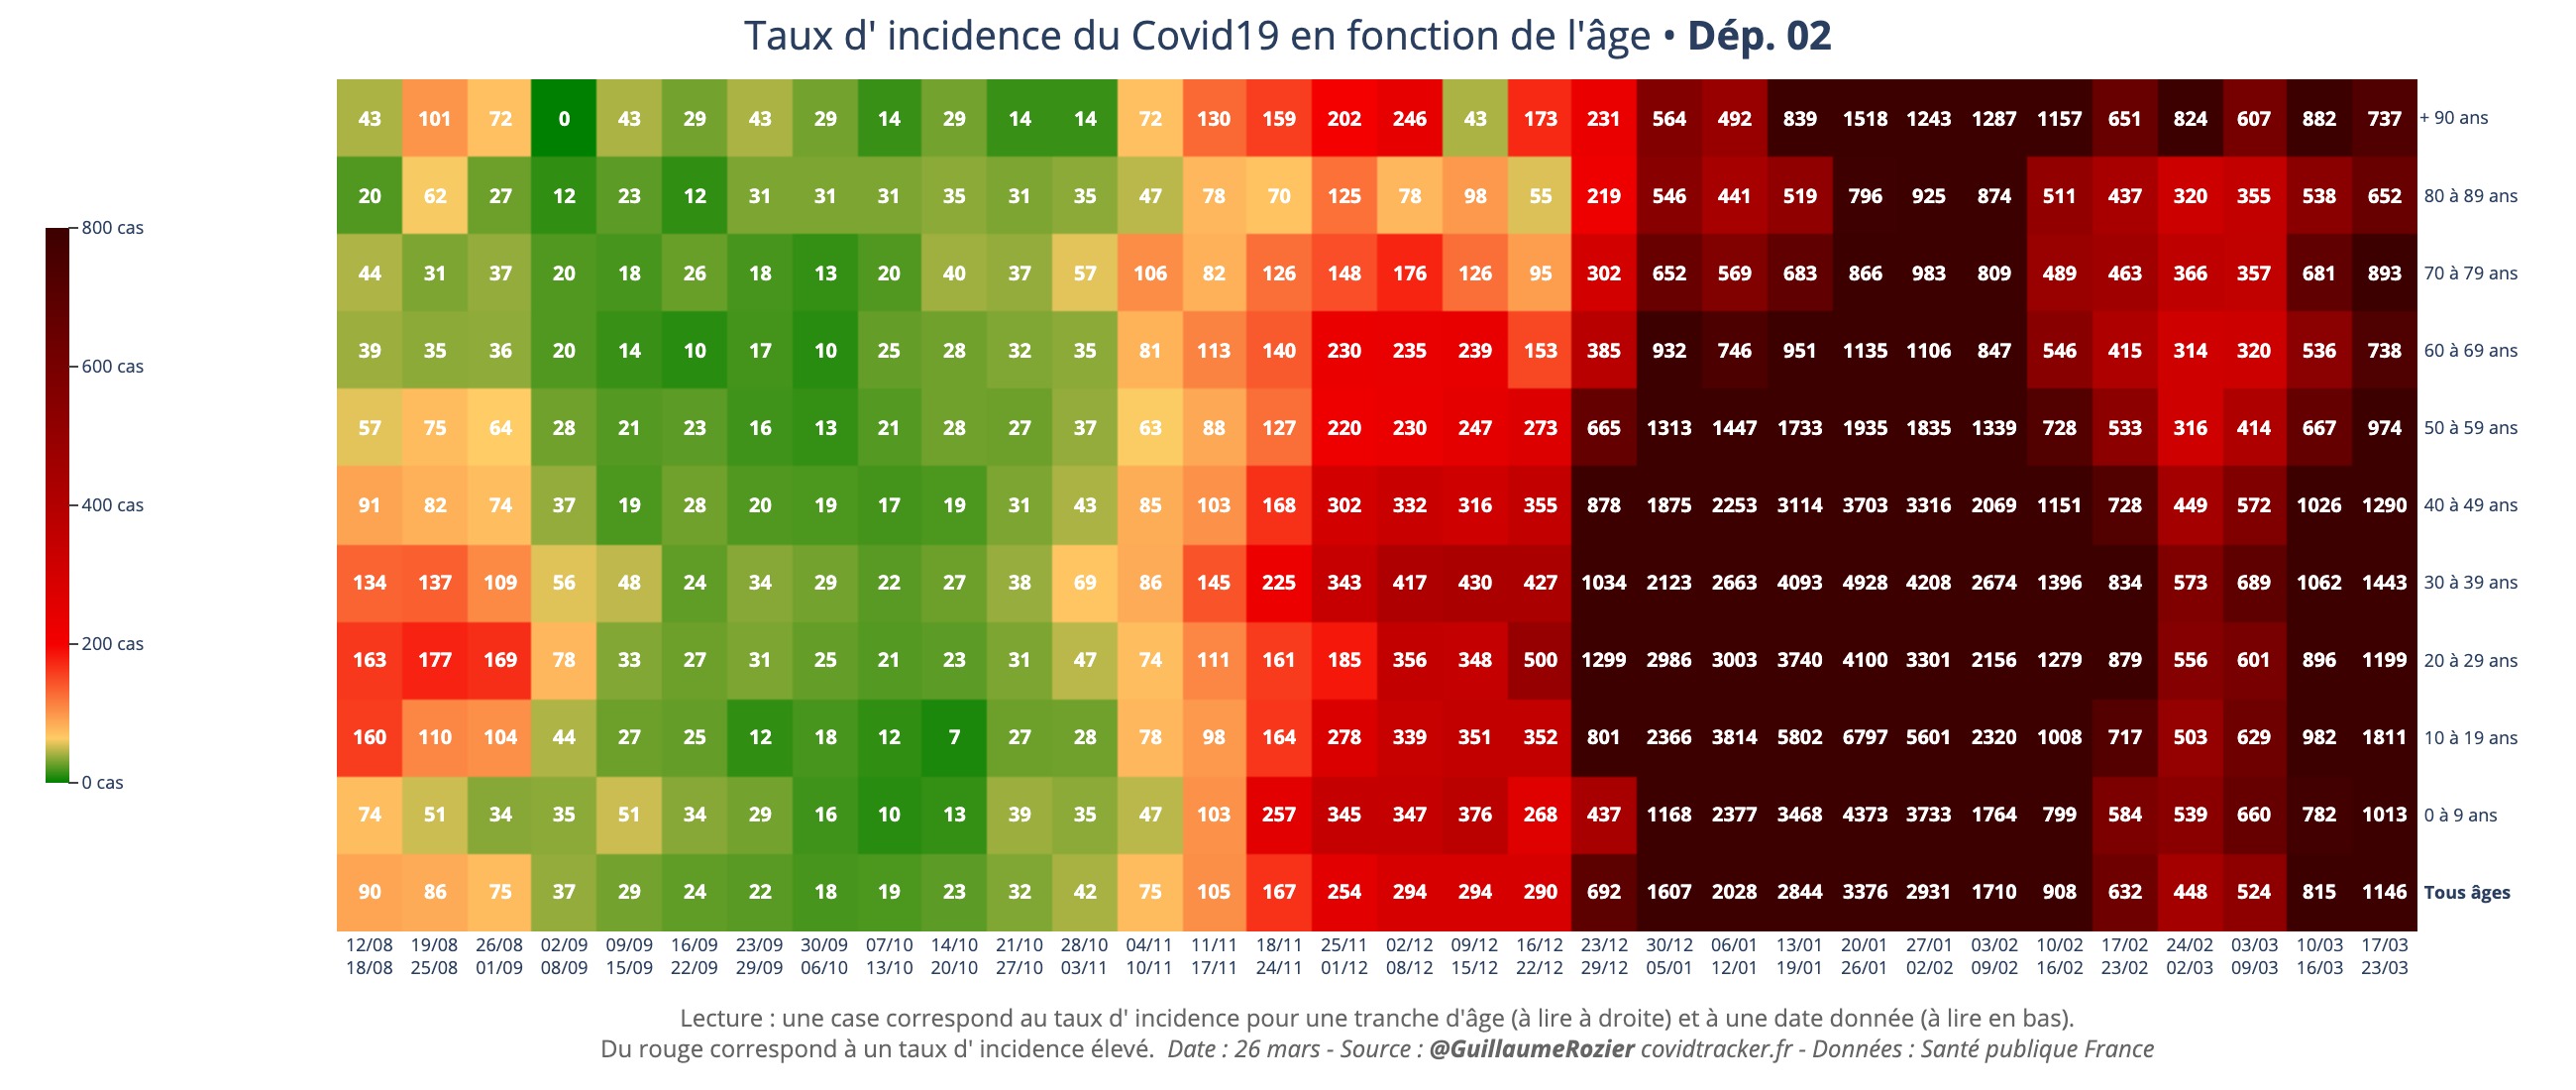 Taux d' incidence du Covid19 en fonction de l'âge • Dép. 02
800 cas
600 cas
400 cas
200 cas
0 cas
43 101 72 0 43 29 43 29 14 29 14 14 72 130 159 202 246 43 173 231 564 492 839 1518 1243 1287 1157 651 824 607 882 737 + 90 ans
20 62 27 12 23 12 31 31 31 35 31 35 47 78 70 125 78 98 55 219 546 441 519 796 925 874 511 437 320 355 538 652 80 à 89 ans
44 31 37 20 18 26 18 13 20 40 37 57 106 82 126 148 176 126 95 302 652 569 683 866 983 809 489 463 366 357 681 893 70 à 79 ans
39 35 36 20 14 10 17 10 25 28 32 35 81 113 140 230 235 239 153 385 932 746 951 1135 1106 847 546 415 314 320 536 738 60 à 69 ans
57 75 64 28 21 23 16 13 21 28 27 37 63 88 127 220 230 247 273 665 1313 1447 1733 1935 1835 1339 728 533 316 414 667 974 50 à 59 ans
91 82 74 37 19 28 20 19 17 19 31 43 85 103 168 302 332 316 355 878 1875 2253 3114 3703 3316 2069 1151 728 449 572 1026 1290 40 à 49 ans
134 137 109 56 48 24 34 29 22 27 38 69 86 145 225 343 417 430 427 1034 2123 2663 4093 4928 4208 2674 1396 834 573 689 1062 1443 30 à 39 ans
163 177 169 78 33 27 31 25 21 23 31 47 74 111 161 185 356 348 500 1299 2986 3003 3740 4100 3301 2156 1279 879 556 601 896 1199 20 à 29 ans
160 110 104 44 27 25 12 18 12 7 27 28 78 98 164 278 339 351 352 801 2366 3814 5802 6797 5601 2320 1008 717 503 629 982 1811 10 à 19 ans
74 51 34 35 51 34 29 16 10 13 39 35 47 103 257 345 347 376 268 437 1168 2377 3468 4373 3733 1764 799 584 539 660 782 1013 0 à 9 ans
90 86 75 37 29 24 22 18 19 23 32 42 75 105 167 254 294 294 290 692 1607 2028 2844 3376 2931 1710 908 632 448 524 815 1146 Tous âges
12/08 19/08 26/08 02/09 09/09 16/09 23/09 30/09 07/10 14/10 21/10 28/10 04/11 11/11 18/11 25/11 02/12 09/12 16/12 23/12 30/12 06/01 13/01 20/01 27/01 03/02 10/02 17/02 24/02 03/03 10/03 17/03
18/08 25/08 01/09 08/09 15/09 22/09 29/09 06/10 13/10 20/10 27/10 03/11 10/11 17/11 24/11 01/12 08/12 15/12 22/12 29/12 05/01 12/01 19/01 26/01 02/02 09/02 16/02 23/02 02/03 09/03 16/03 23/03
Lecture : une case correspond au taux d' incidence pour une tranche d'âge (à lire à droite) et à une date donnée (à lire en bas).
Du rouge correspond à un taux d' incidence élevé. Date : 26 mars - Source : @GuillaumeRozier covidtracker.fr - Données : Santé publique France